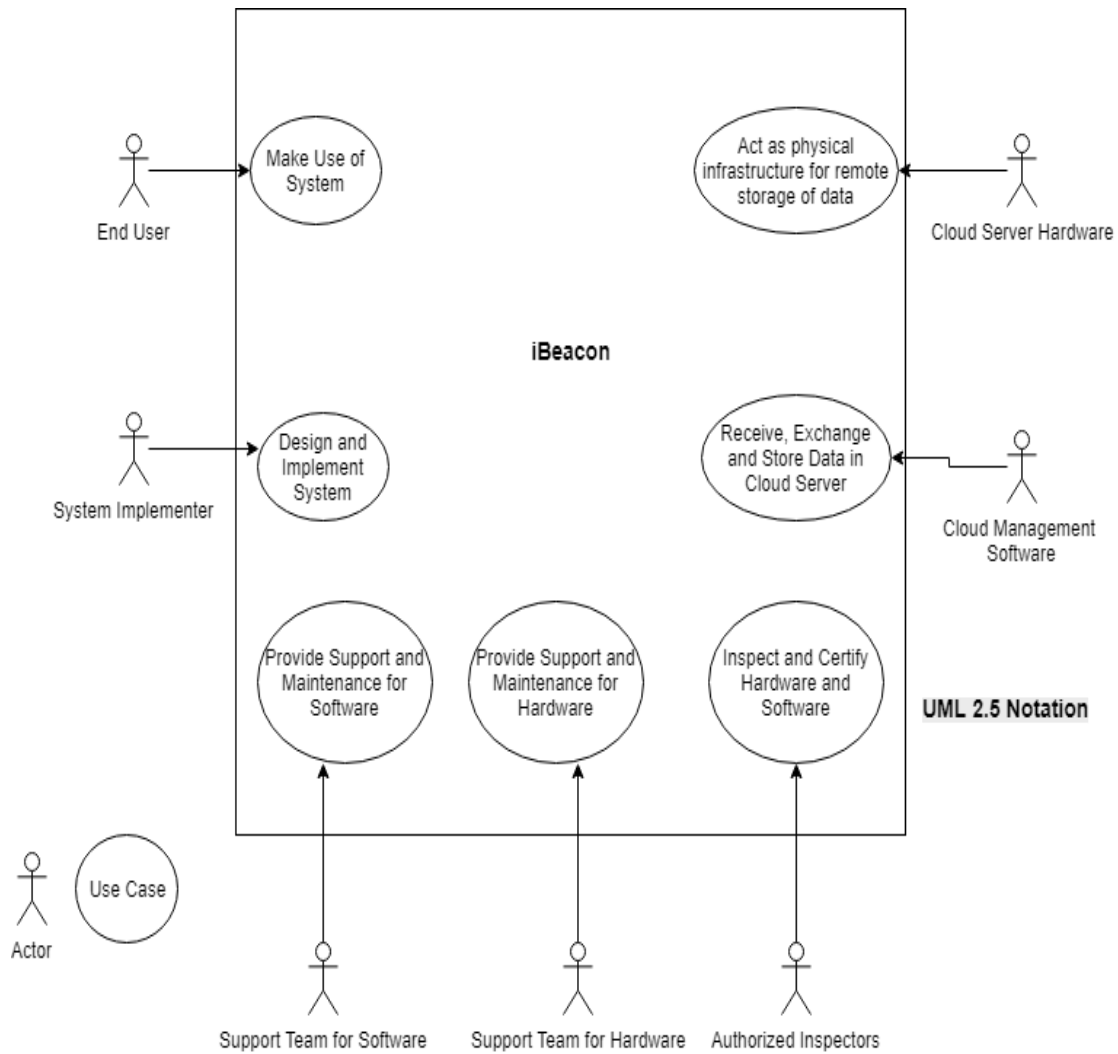 Make Use of
System
Act as physical
infrastructure for remote
storage of data
End User
Cloud Server Hardware
iBeacon
Design and
Implement
System
Receive, Exchange
and Store Data in
Cloud Server
System Implementer
Cloud Management
Software
Provide Support and
Maintenance for
Software
Provide Support and
Maintenance for
Hardware
Inspect and Certify
Hardware and
Software
UML 2.5 Notation
Use Case
Actor
Support Team for Software
Support Team for Hardware
Authorized Inspectors